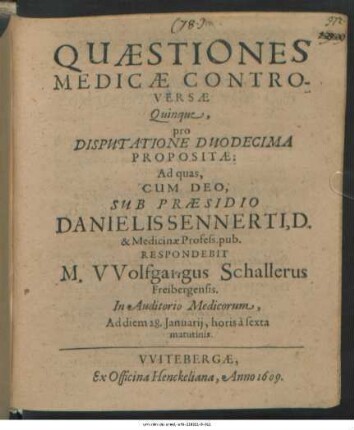 (78.)
QUÆSTIONES
MEDICÆ CONTRO-
VERSÆ
Quinque,
pro
DISPUTATIONE DUODECIMA
PROPOSITÆ:
Ad quas,
CUM DEO,
SUB PRÆSIDIO
DANIELIS SENNERTI, D.
& Medicinæ Profess. pub.
RESPONDEBIT
M. VVolfgangus Schallerus
Freibergensis.
In Auditorio Medicorum,
Ad diem 28. Januarij, horis à sexta
matutinis.
VVITEBERGÆ,
Ex Officina Henckeliana, Anno 1609.